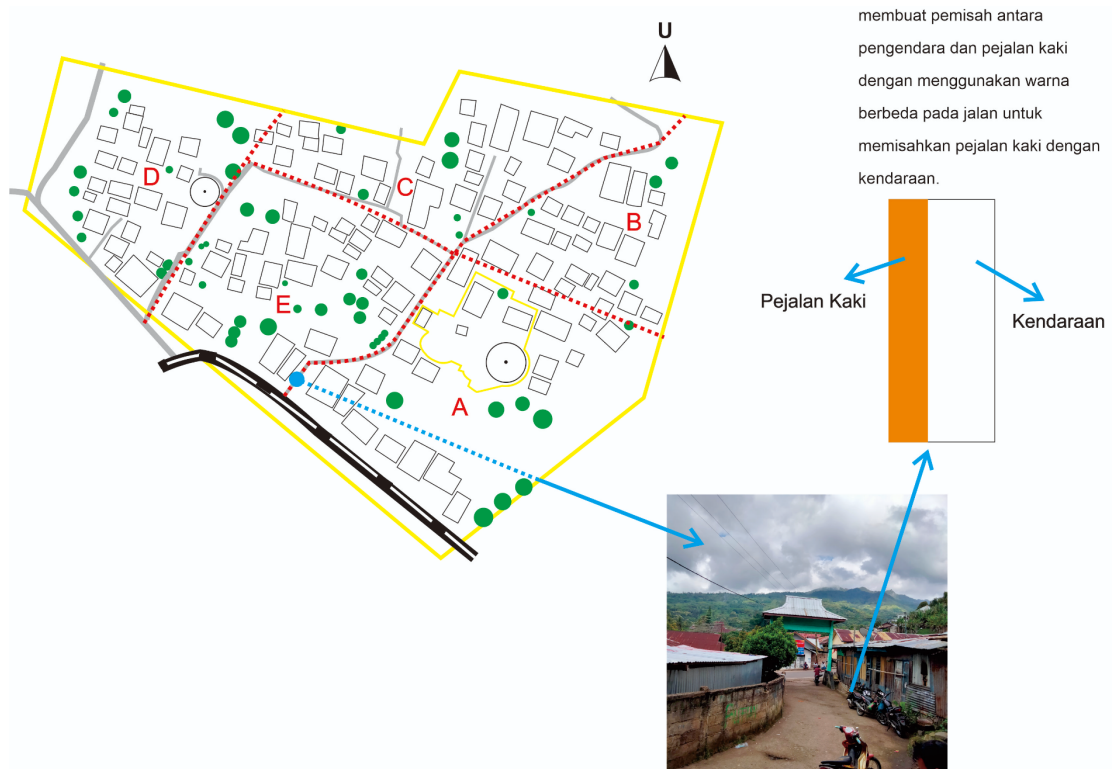 membuat pemisah antara
pengendara dan pejalan kaki
dengan menggunakan warna
berbeda pada jalan untuk
memisahkan pejalan kaki dengan
kendaraan.
U
D
C
B
E
A
Pejalan Kaki
Kendaraan